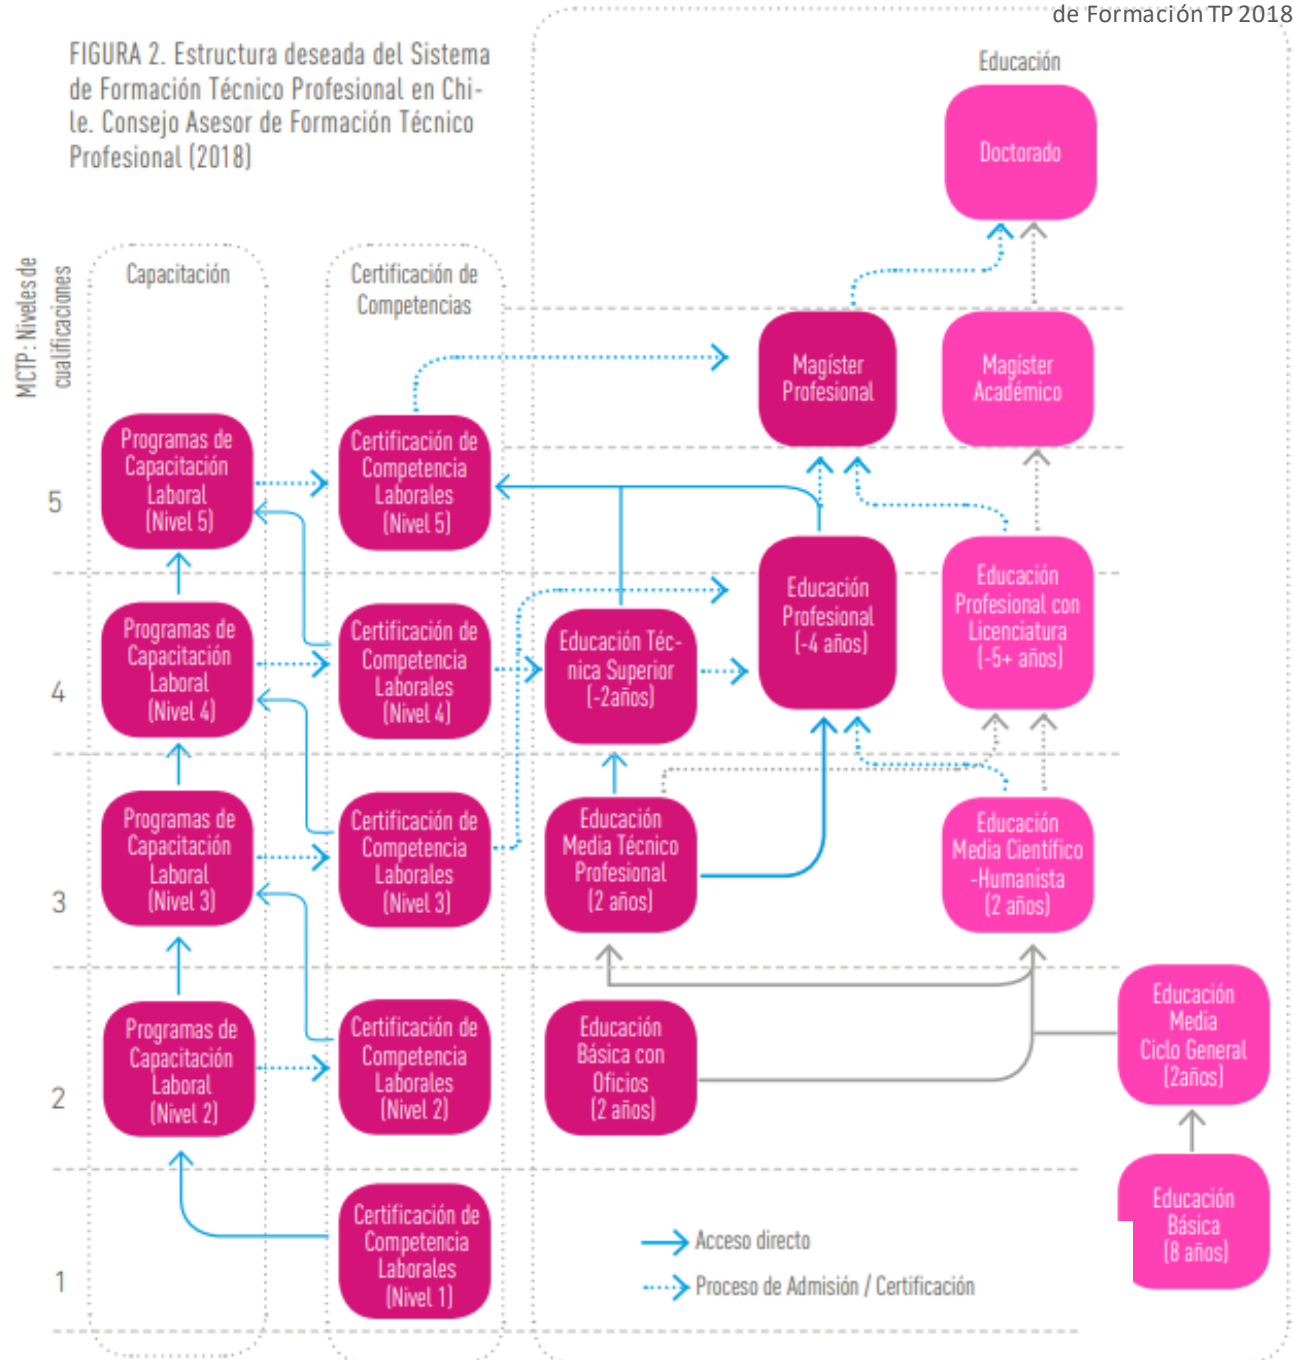 de Formación TP 2018
FIGURA 2. Estructura deseada del Sistema
de Formación Técnico Profesional en Chi-
le. Consejo Asesor de Formación Técnico
Profesional (2018)
Educación
Doctorado
MCTP: Niveles de
cualificaciones
Capacitación
Certificación de
Competencias
Magíster
Profesional
Magíster
Académico
5
Programas de
Capacitación
Laboral
(Nivel 5)
Certificación de
Competencia
Laborales
(Nivel 5)
4
Programas de
Capacitación
Laboral
(Nivel 4)
Certificación de
Competencia
Laborales
(Nivel 4)
Educación Téc-
nica Superior
(-2años)
Educación
Profesional
(-4 años)
Educación
Profesional con
Licenciatura
(-5+ años)
3
Programas de
Capacitación
Laboral
(Nivel 3)
Certificación de
Competencia
Laborales
(Nivel 3)
Educación
Media Técnico
Profesional
(2 años)
Educación
Media Científico
-Humanista
(2 años)
2
Programas de
Capacitación
Laboral
(Nivel 2)
Certificación de
Competencia
Laborales
(Nivel 2)
Educación
Básica con
Oficios
(2 años)
Educación
Media
Ciclo General
(2años)
1
Certificación de
Competencia
Laborales
(Nivel 1)
Educación
Básica
(8 años)
Acceso directo
Proceso de Admisión / Certificación